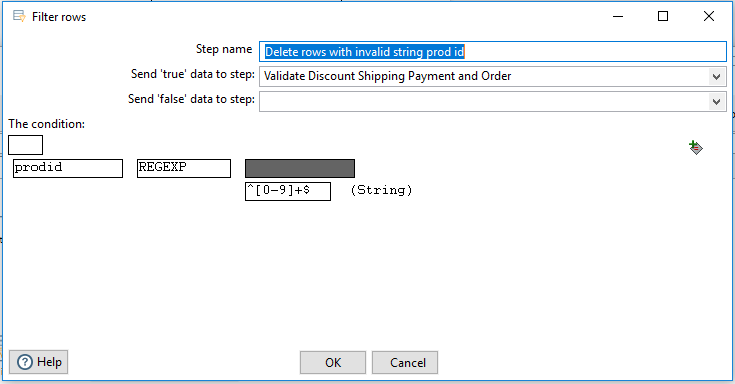 Filter rows
Step name Delete rows with invalid string prod id
Send 'true' data to step: Validate Discount Shipping Payment and Order
Send 'false' data to step:
The condition:
prodid REGEXP
^[0-9]+$ (String)
Help OK Cancel